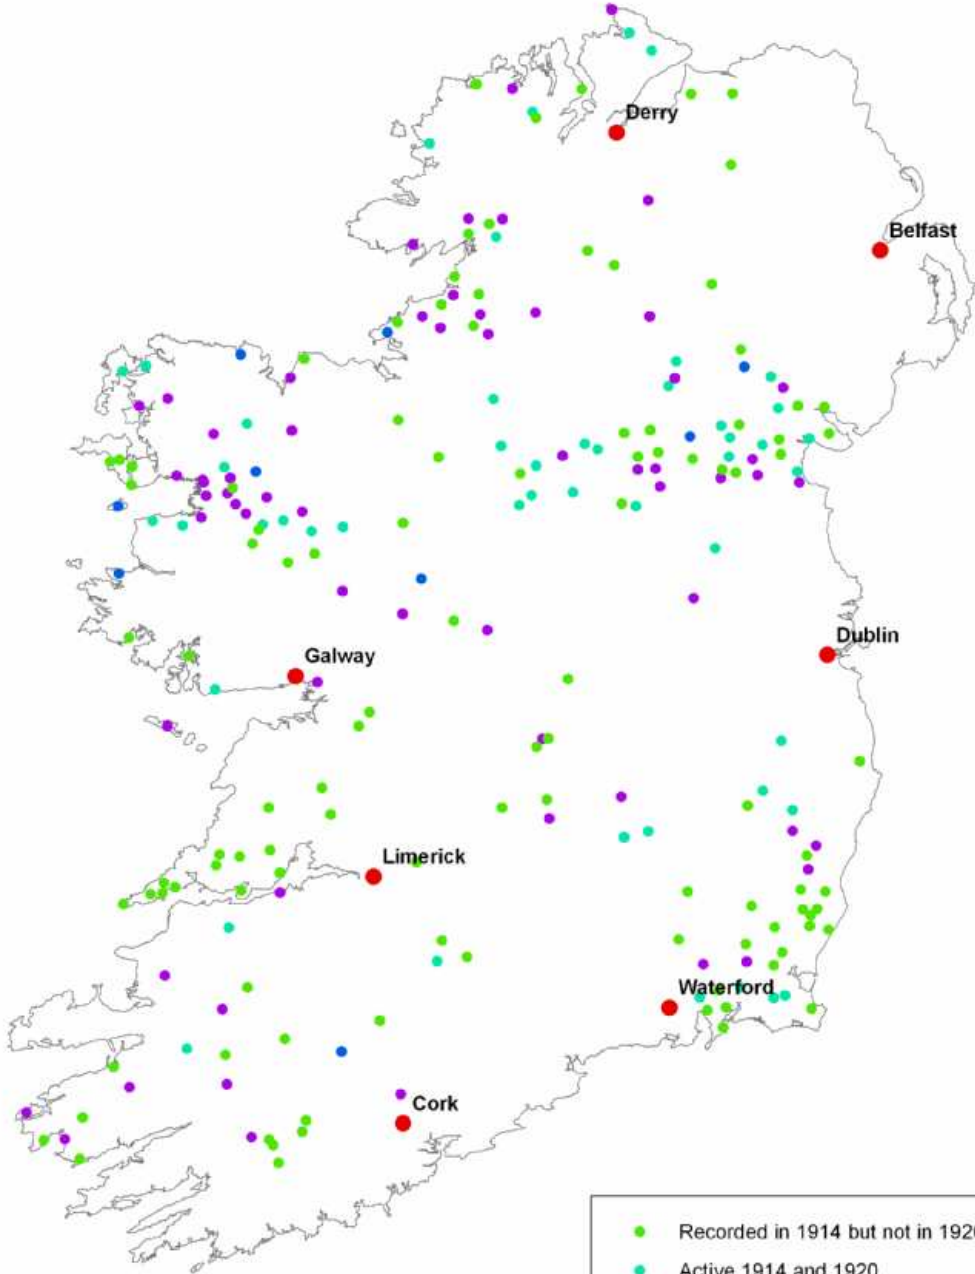 Derry
Belfast
Dublin
Galway
Limerick
Waterford
Cork
Recorded in 1914 but not in 192
Active 1914 and 1920